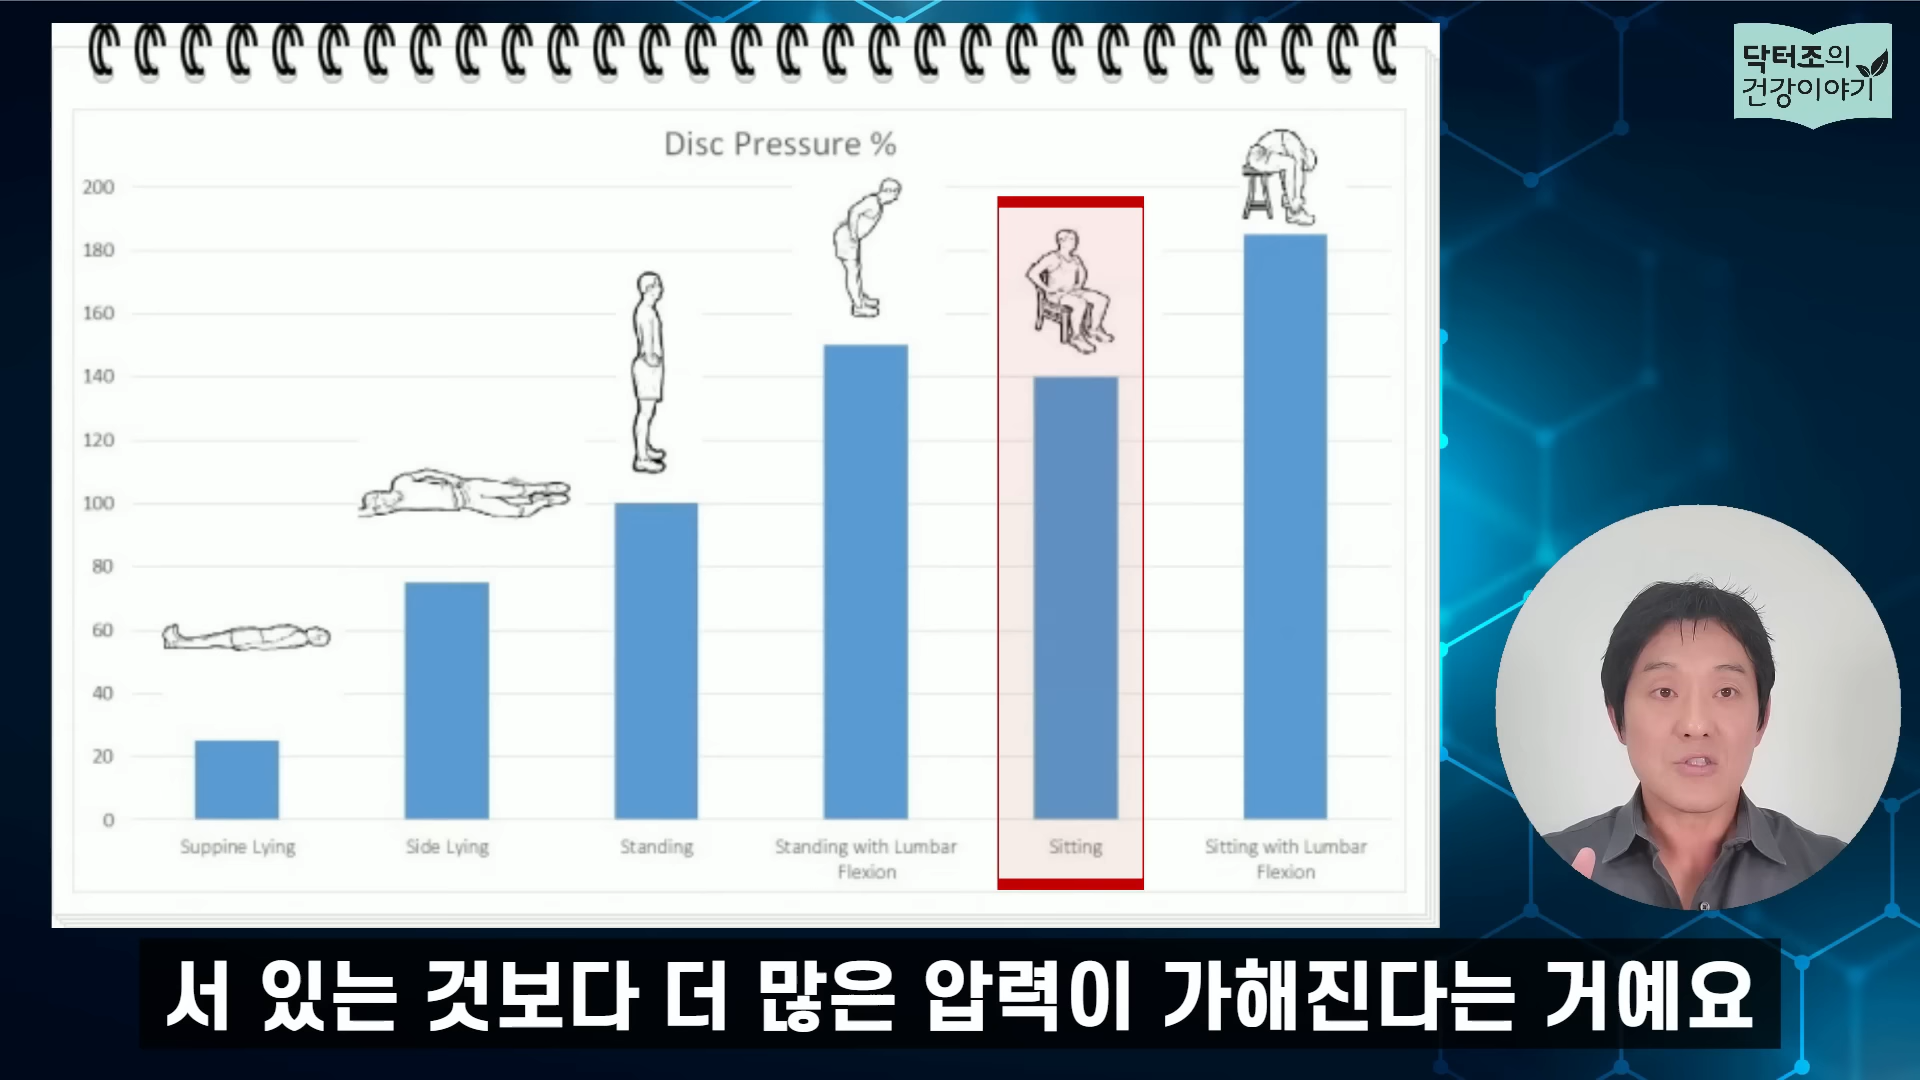 닥터조의
건강이야기
Disc Pressure %
200
180
160
140
120
100
80
60
40
20
0
Suppine Lying
Side Lying
Standing
Standing with Lumbar
Flexion
Sitting
Sitting with Lumbar
Flexion
서 있는 것보다 더 많은 압력이 가해진다는 거예요